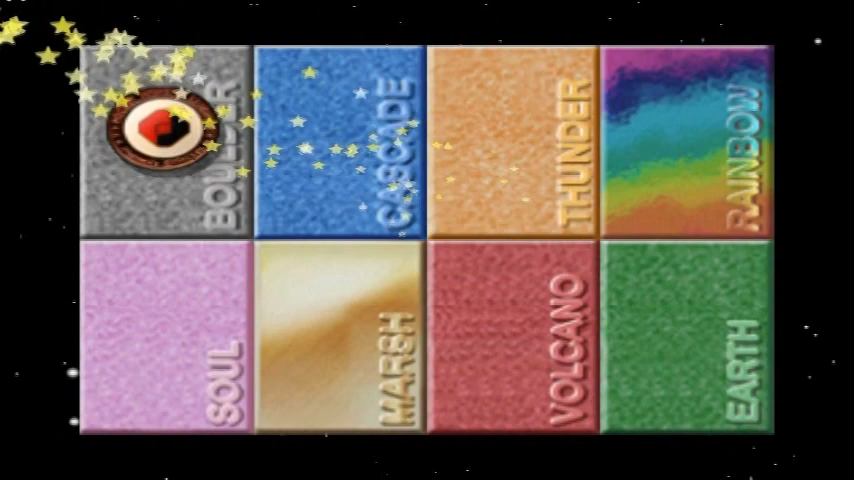 BOULDER
CASCADE
THUNDER
RAINBOW
SOUL
MARSH
VOLCANO
EARTH